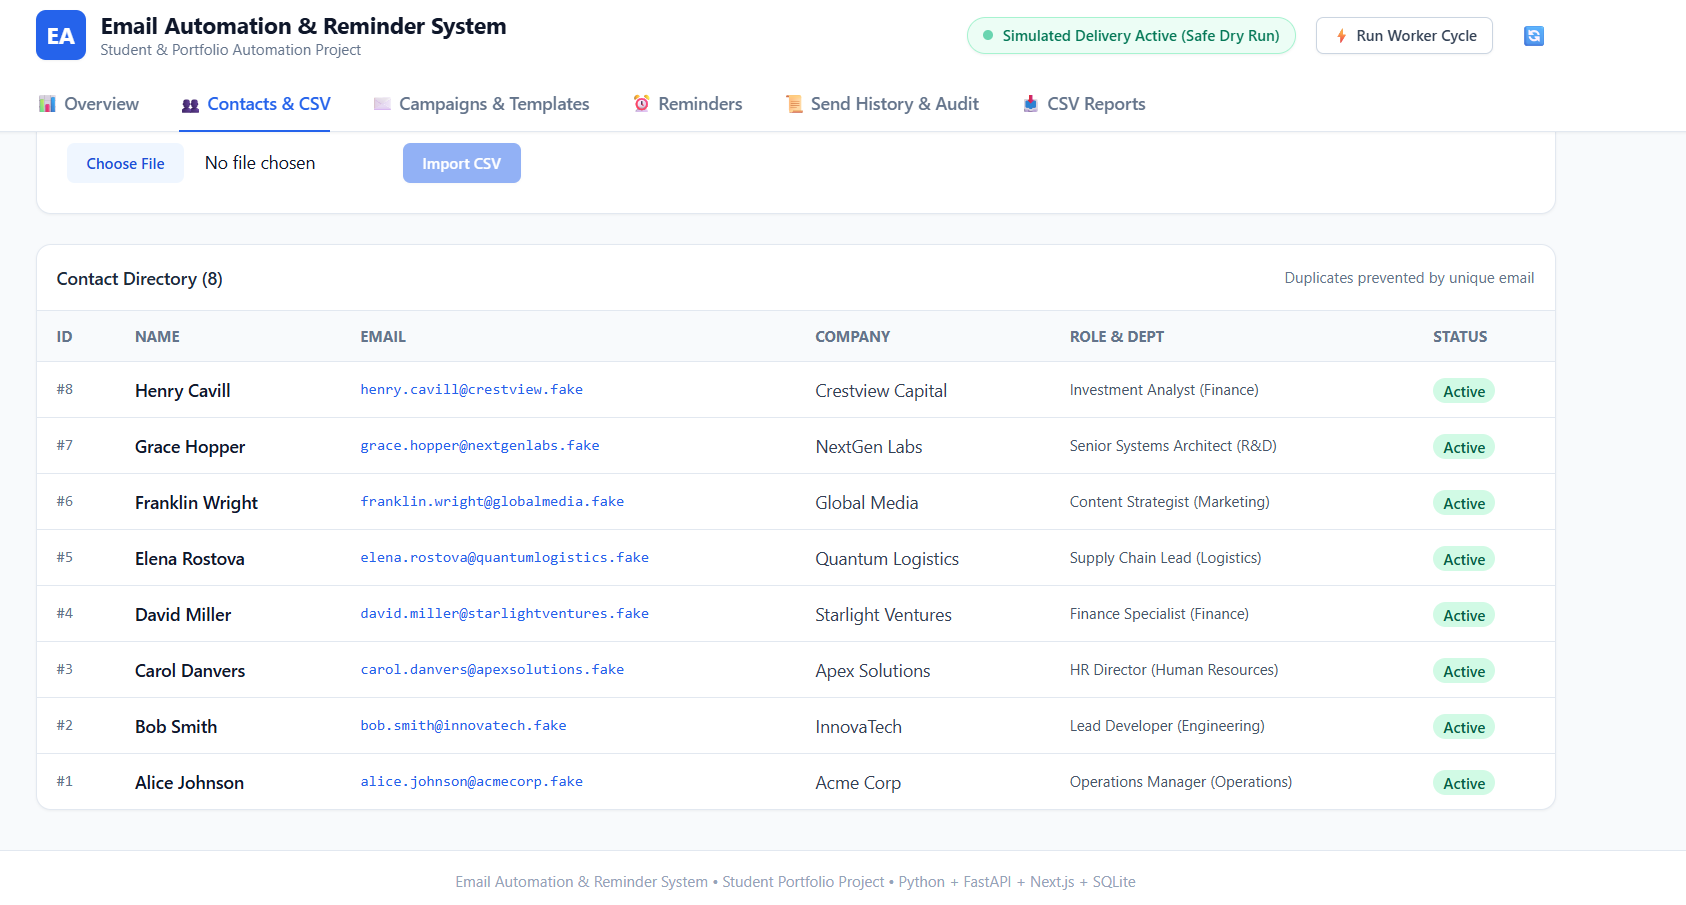 EA
Email Automation & Reminder System
Student & Portfolio Automation Project
Simulated Delivery Active (Safe Dry Run)
Run Worker Cycle
Overview
Contacts & CSV
Campaigns & Templates
Reminders
Send History & Audit
CSV Reports
Choose File
No file chosen
Import CSV
Contact Directory (8)
Duplicates prevented by unique email
ID NAME EMAIL COMPANY ROLE & DEPT STATUS
#8 Henry Cavill henry.cavill@crestview.fake Crestview Capital Investment Analyst (Finance) Active
#7 Grace Hopper grace.hopper@nextgenlabs.fake NextGen Labs Senior Systems Architect (R&D) Active
#6 Franklin Wright franklin.wright@globalmedia.fake Global Media Content Strategist (Marketing) Active
#5 Elena Rostova elena.rostova@quantumlogistics.fake Quantum Logistics Supply Chain Lead (Logistics) Active
#4 David Miller david.miller@starlightventures.fake Starlight Ventures Finance Specialist (Finance) Active
#3 Carol Danvers carol.danvers@apexsolutions.fake Apex Solutions HR Director (Human Resources) Active
#2 Bob Smith bob.smith@innovatech.fake InnovaTech Lead Developer (Engineering) Active
#1 Alice Johnson alice.johnson@acmecorp.fake Acme Corp Operations Manager (Operations) Active
Email Automation & Reminder System • Student Portfolio Project • Python + FastAPI + Next.js + SQLite